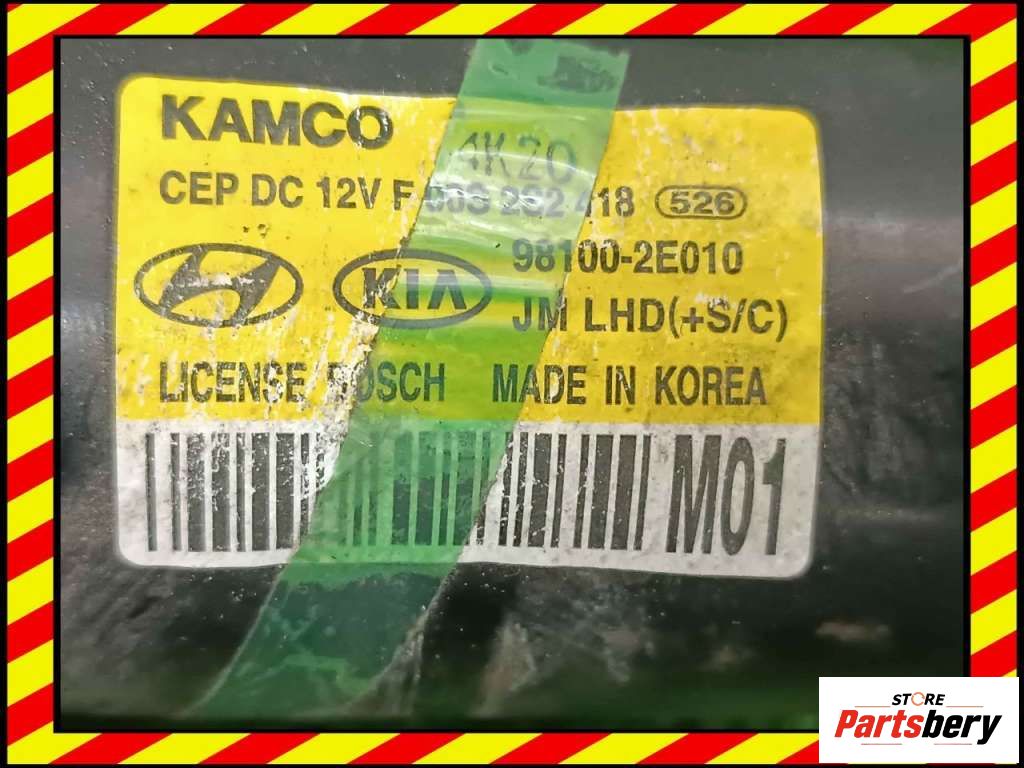 KAMCO
4K20
CEP DC 12V F 232 418 526
KIA
98100-2E010
JM LHD(+S/C)
LICENSE BOSCH MADE IN KOREA
M01
STORE
Partsbery